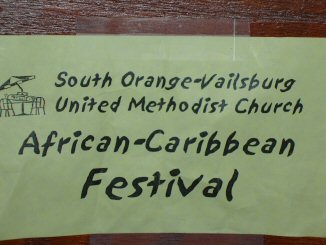 South Orange-Vailsburg
United Methodist Church
African-Caribbean
Festival